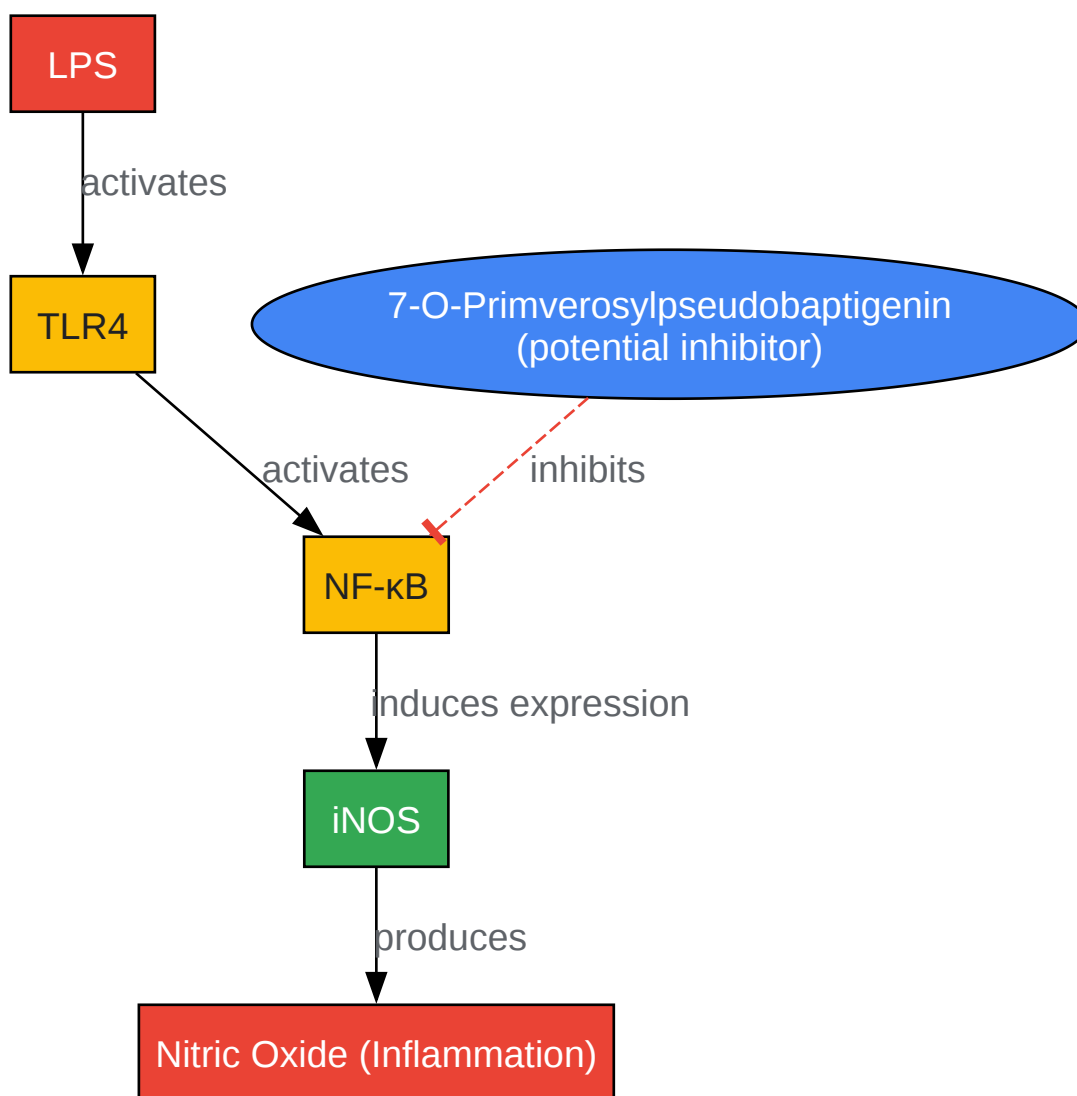 LPS
activates
TLR4
7-O-Primverosylpseudobaptigenin
(potential inhibitor)
activates
inhibits
NF-κB
induces expression
iNOS
produces
Nitric Oxide (Inflammation)